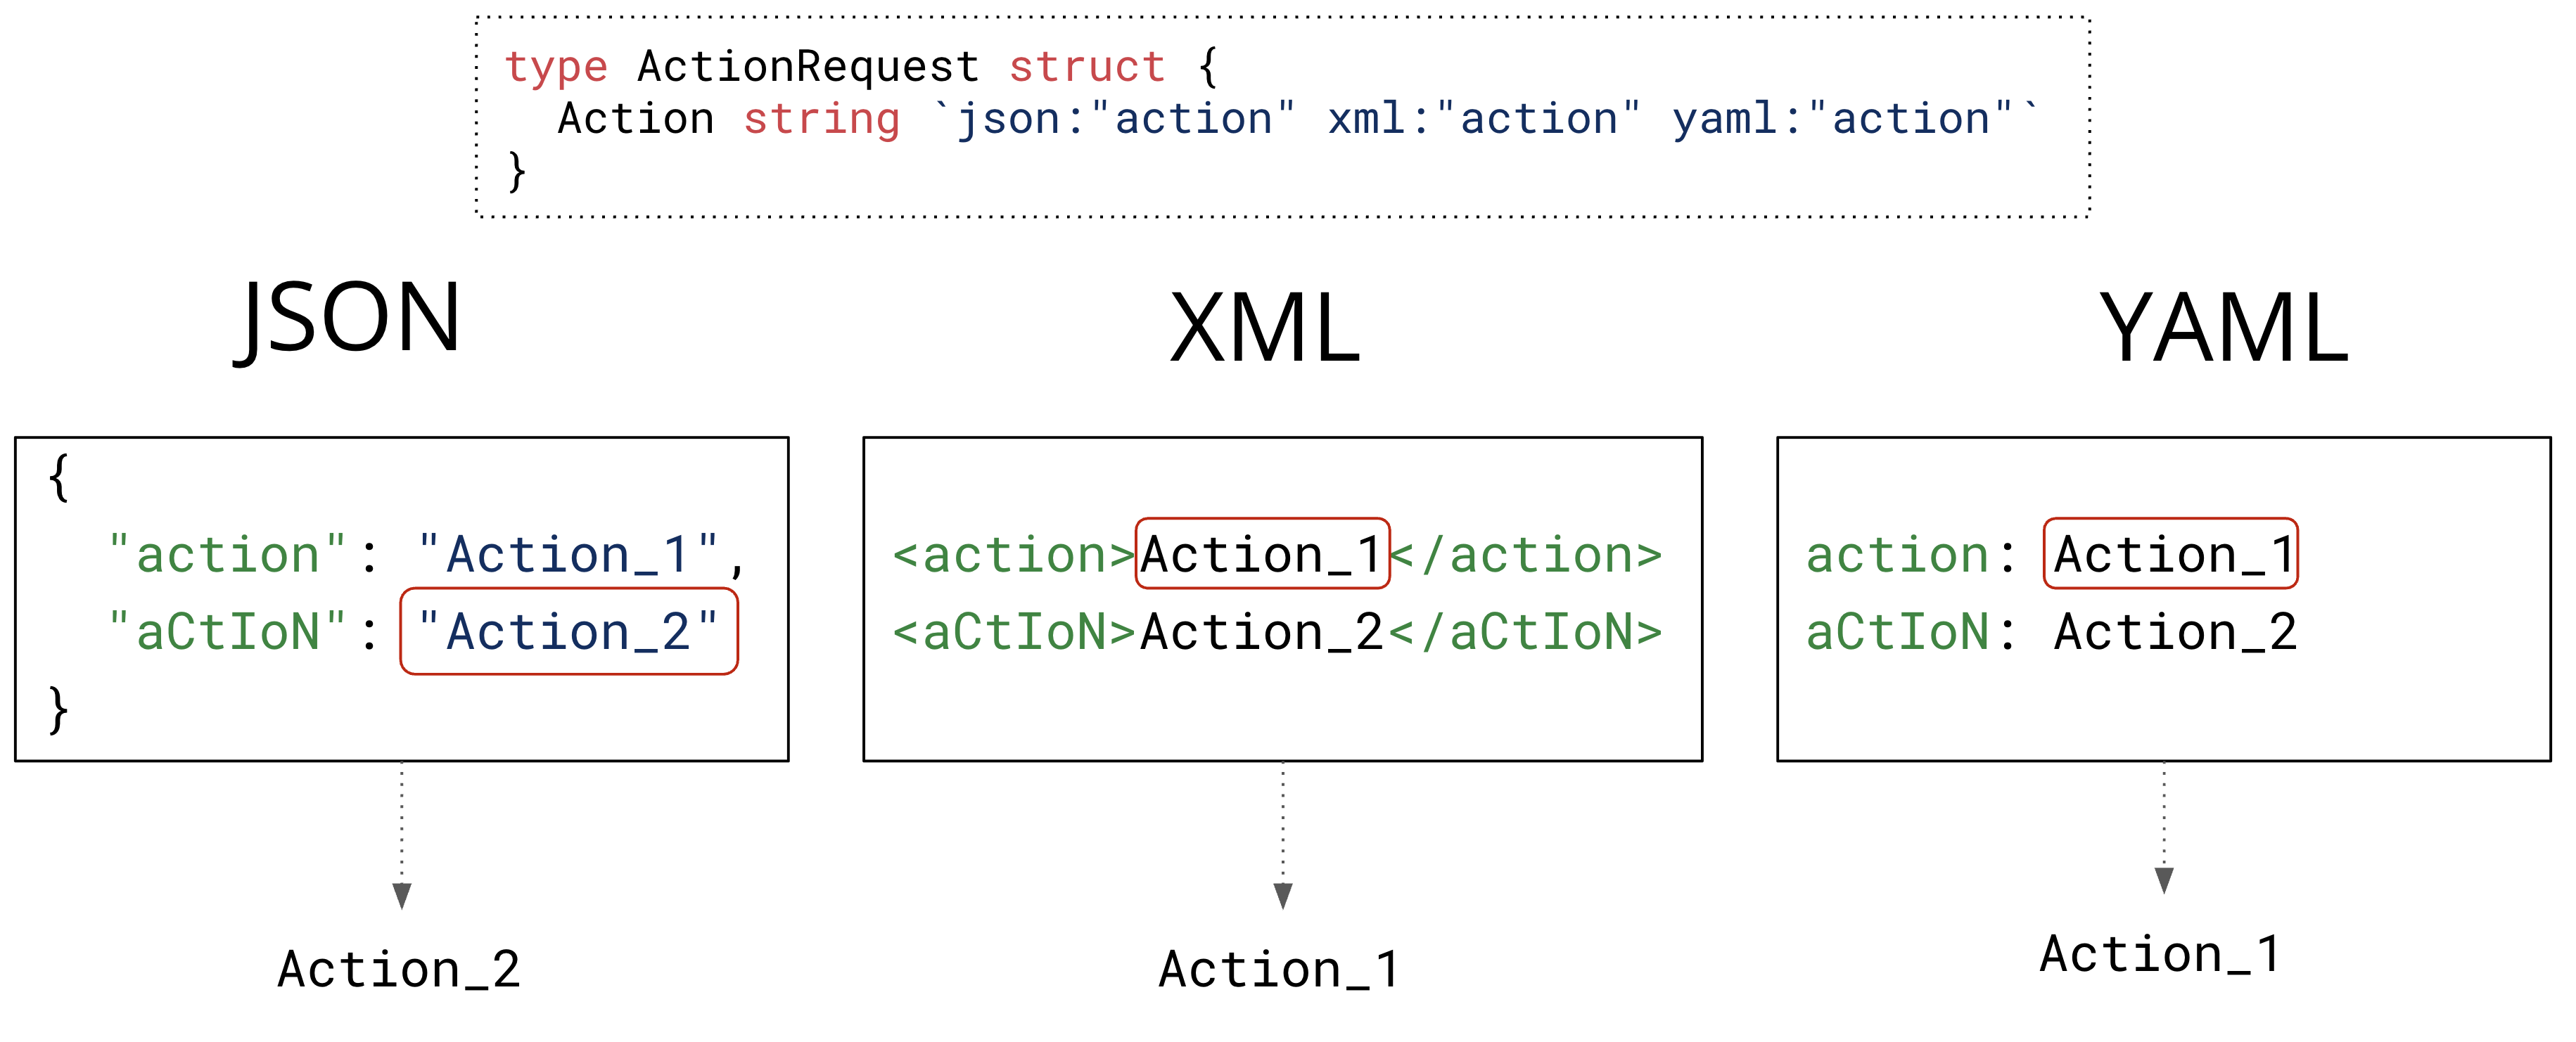 type ActionRequest struct {
  Action string `json:"action" xml:"action" yaml:"action"`
}
JSON
{
  "action": "Action_1",
  "aCtIoN": "Action_2"
}
Action_2
XML
<action>Action_1</action>
<aCtIoN>Action_2</aCtIoN>
Action_1
YAML
action: Action_1
aCtIoN: Action_2
Action_1